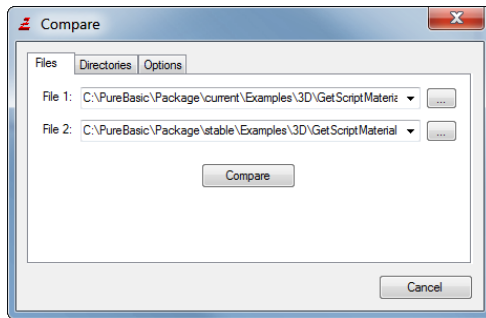 Compare
Files Directories Options
File 1: C:\PureBasic\Package\current\Examples\3D\GetScriptMateria ...
File 2: C:\PureBasic\Package\stable\Examples\3D\GetScriptMaterial ...
Compare
Cancel